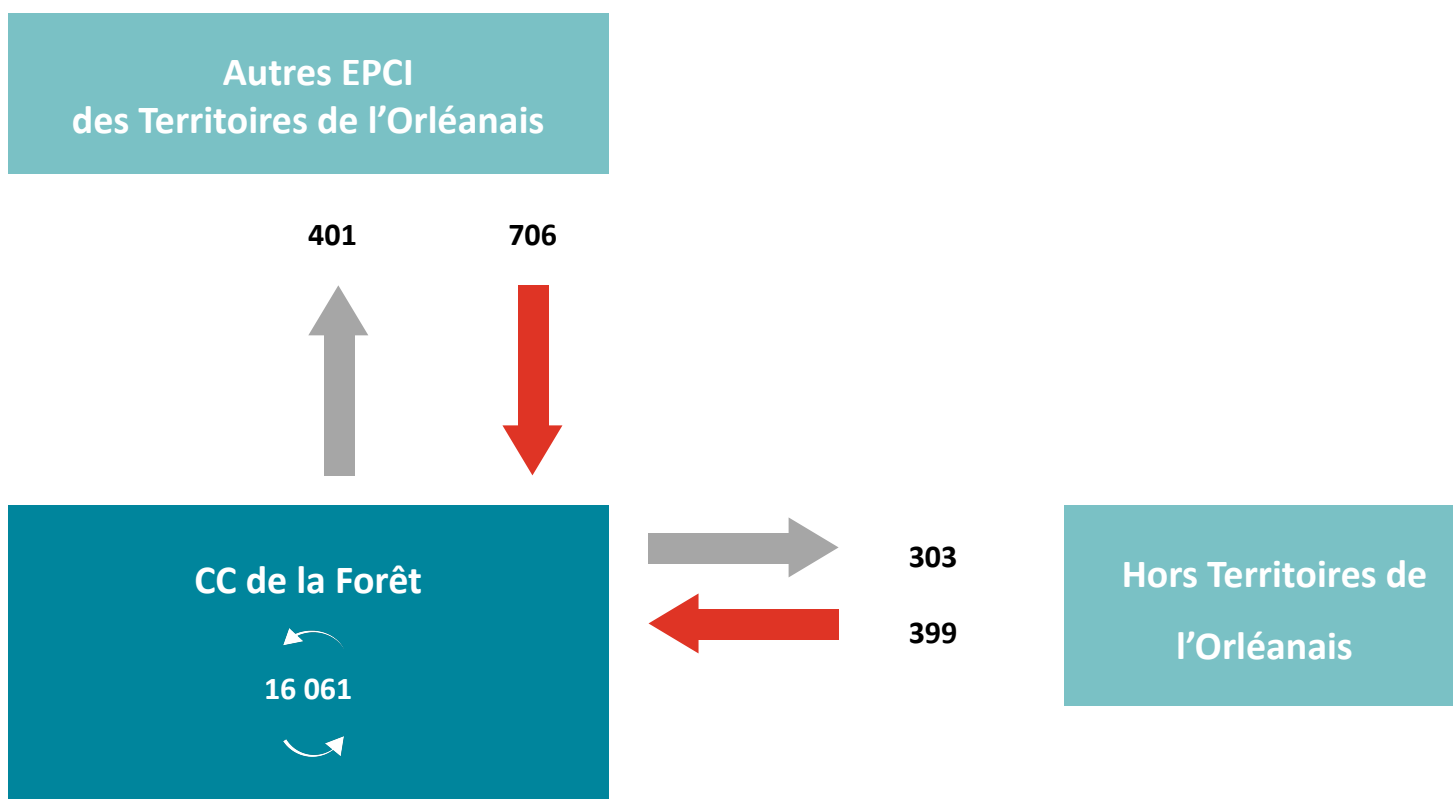 Autres EPCI
des Territoires de l’Orléanais
401 706
CC de la Forêt
16 061
303
399
Hors Territoires de
l’Orléanais